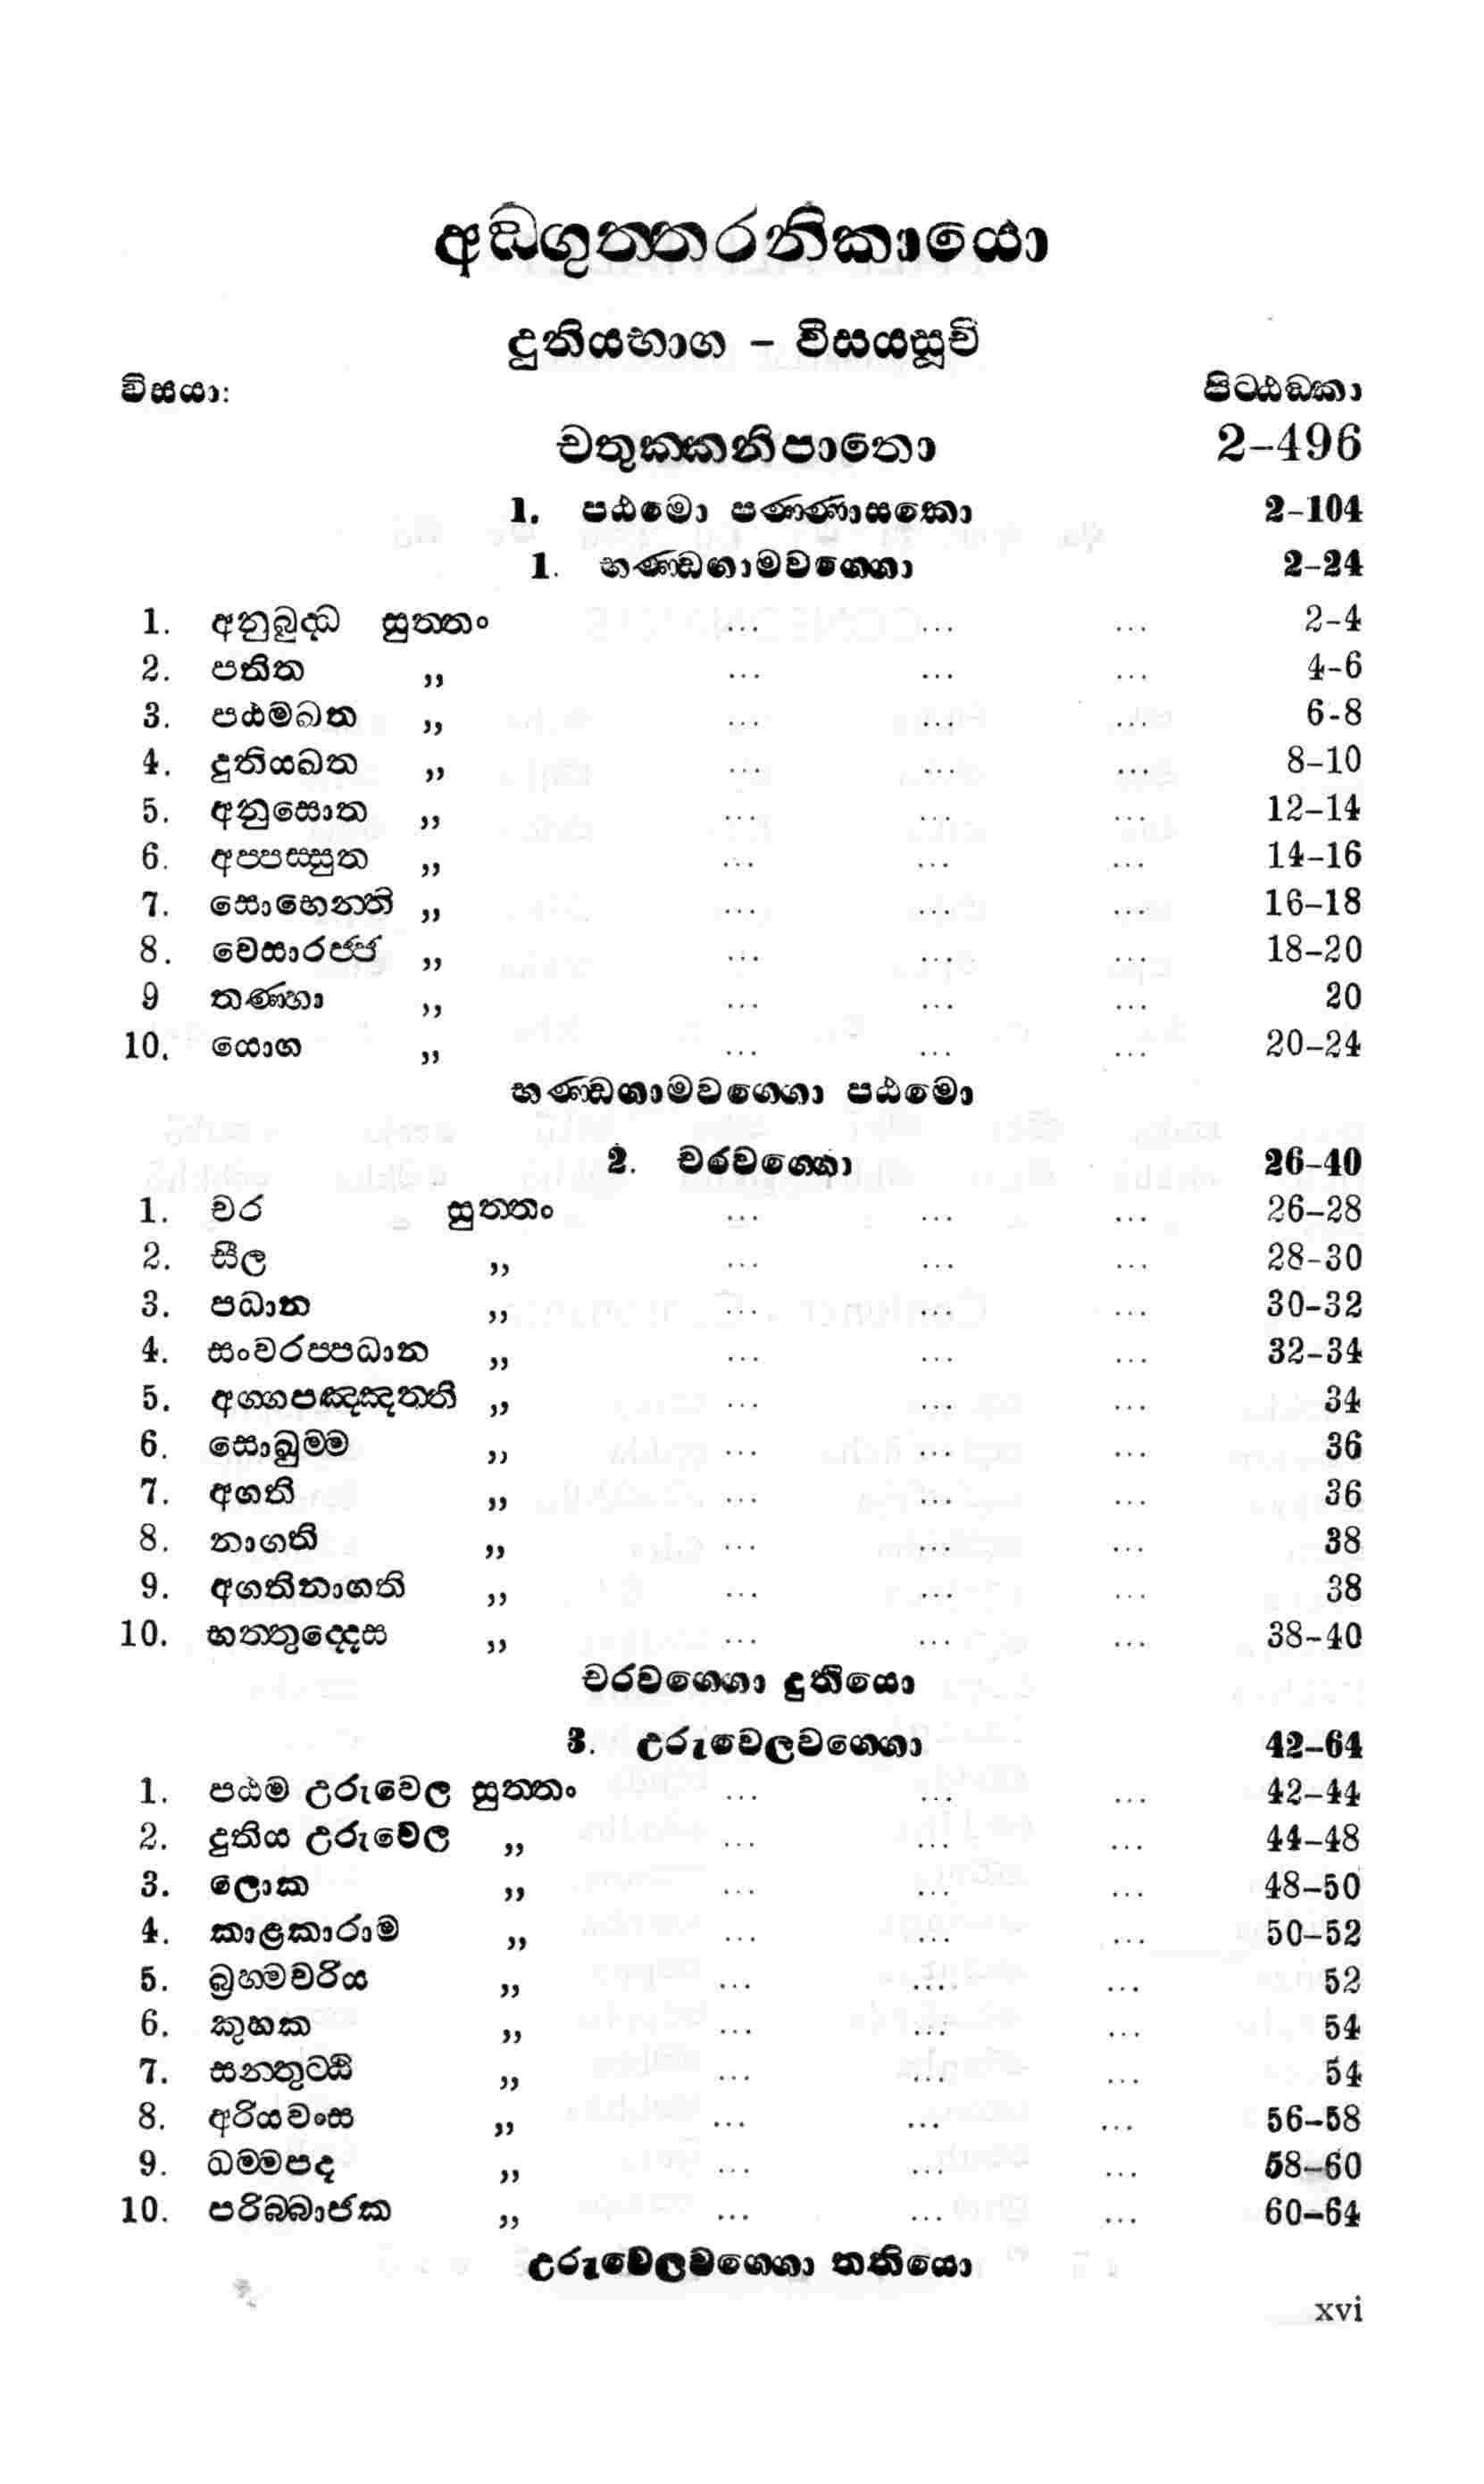 අඞ්ගුත්තරනිකායො
දුතියභාග – විසයසූචි
විසයා: පිට්ඨඞ්කා
චතුක්කනිපාතො 2–496
1. පඨමො පණ්ණාසකො 2–104
1. භණ්ඩගාමවග්ගො 2–24
1. අනුබුද්ධ සුත්තං ... ... ... 2–4
2. පතිත ,, ... ... ... 4–6
3. පඨමඛත ,, ... ... ... 6-8
4. දුතියඛත ,, ... ... ... 8–10
5. අනුසොත ,, ... ... ... 12–14
6. අප්පස්සුත ,, ... ... ... 14–16
7. සොභෙන්ති ,, ... ... ... 16–18
8. වෙසාරජ්ජ ,, ... ... ... 18–20
9 තණ්හා ,, ... ... ... 20
10. යොග ,, ... ... ... 20–24
භණ්ඩගාමවග්ගො පඨමො
2. චරවග්ගො 26–40
1. චර සුත්තං ... ... ... 26–28
2. සීල ,, ... ... ... 28–30
3. පධාන ,, ... ... ... 30–32
4. සංවරප්පධාන ,, ... ... ... 32–34
5. අග්ගපඤ්ඤත්ති ,, ... ... ... 34
6. සොඛුම්ම ,, ... ... ... 36
7. අගති ,, ... ... ... 36
8. නාගති ,, ... ... ... 38
9. අගතිනාගති ,, ... ... ... 38
10. භත්තුද්දෙස ,, ... ... ... 38–40
චරවග්ගො දුතියො
3. උරුවෙලවග්ගො 42–64
1. පඨම උරුවෙල සුත්තං ... ... ... 42–44
2. දුතිය උරුවෙල ,, ... ... ... 44–48
3. ලොක ,, ... ... ... 48–50
4. කාළකාරාම ,, ... ... ... 50–52
5. බ්‍රහ්මචරිය ,, ... ... ... 52
6. කුහක ,, ... ... ... 54
7. සන්තුට්ඨි ,, ... ... ... 54
8. අරියවංස ,, ... ... ... 56–58
9. ධම්මපද ,, ... ... ... 58–60
10. පරිබ්බාජක ,, ... ... ... 60–64
උරුවෙලවග්ගො තතියො
xvi